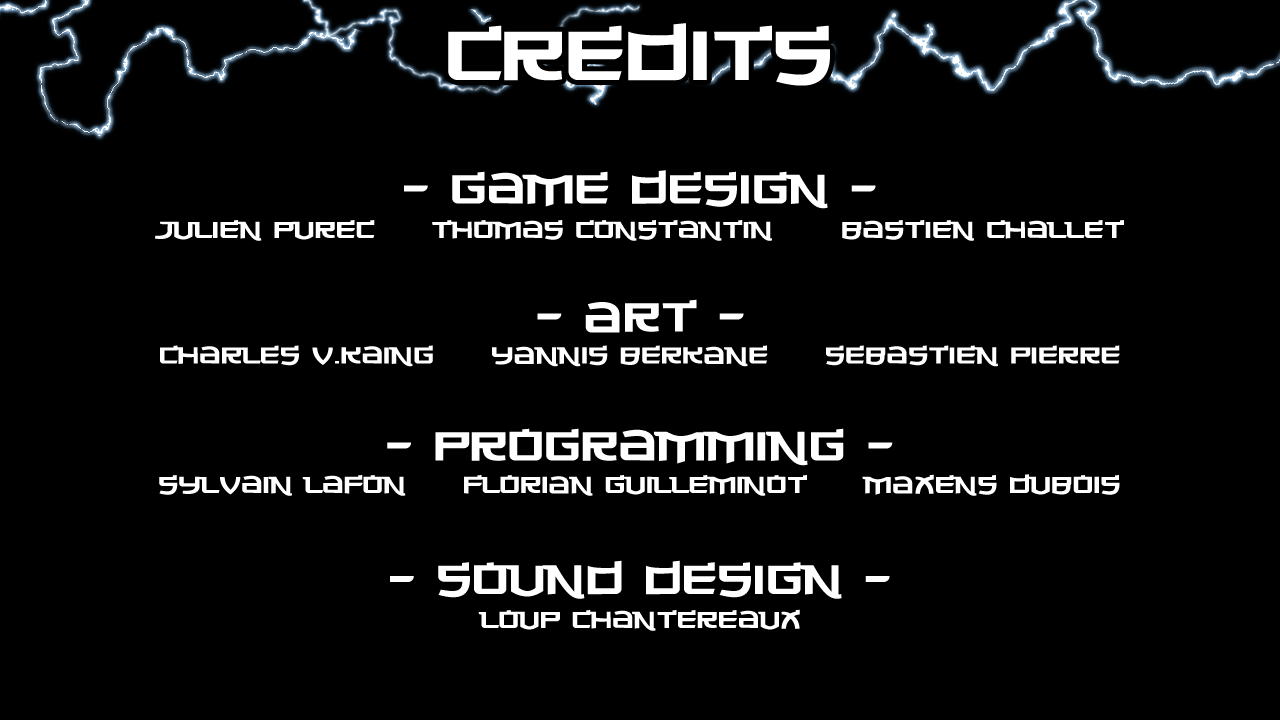 CREDITS
- GAME DESIGN -
JULIEN PUREC THOMAS CONSTANTIN BASTIEN CHALLET
- ART -
CHARLES V.KAING YANNIS BERKANE SEBASTIEN PIERRE
- PROGRAMMING -
SYLVAIN LAFON FLORIAN GUILLEMINOT MAXENS DUBOIS
- SOUND DESIGN -
LOUP CHANTEREAUX